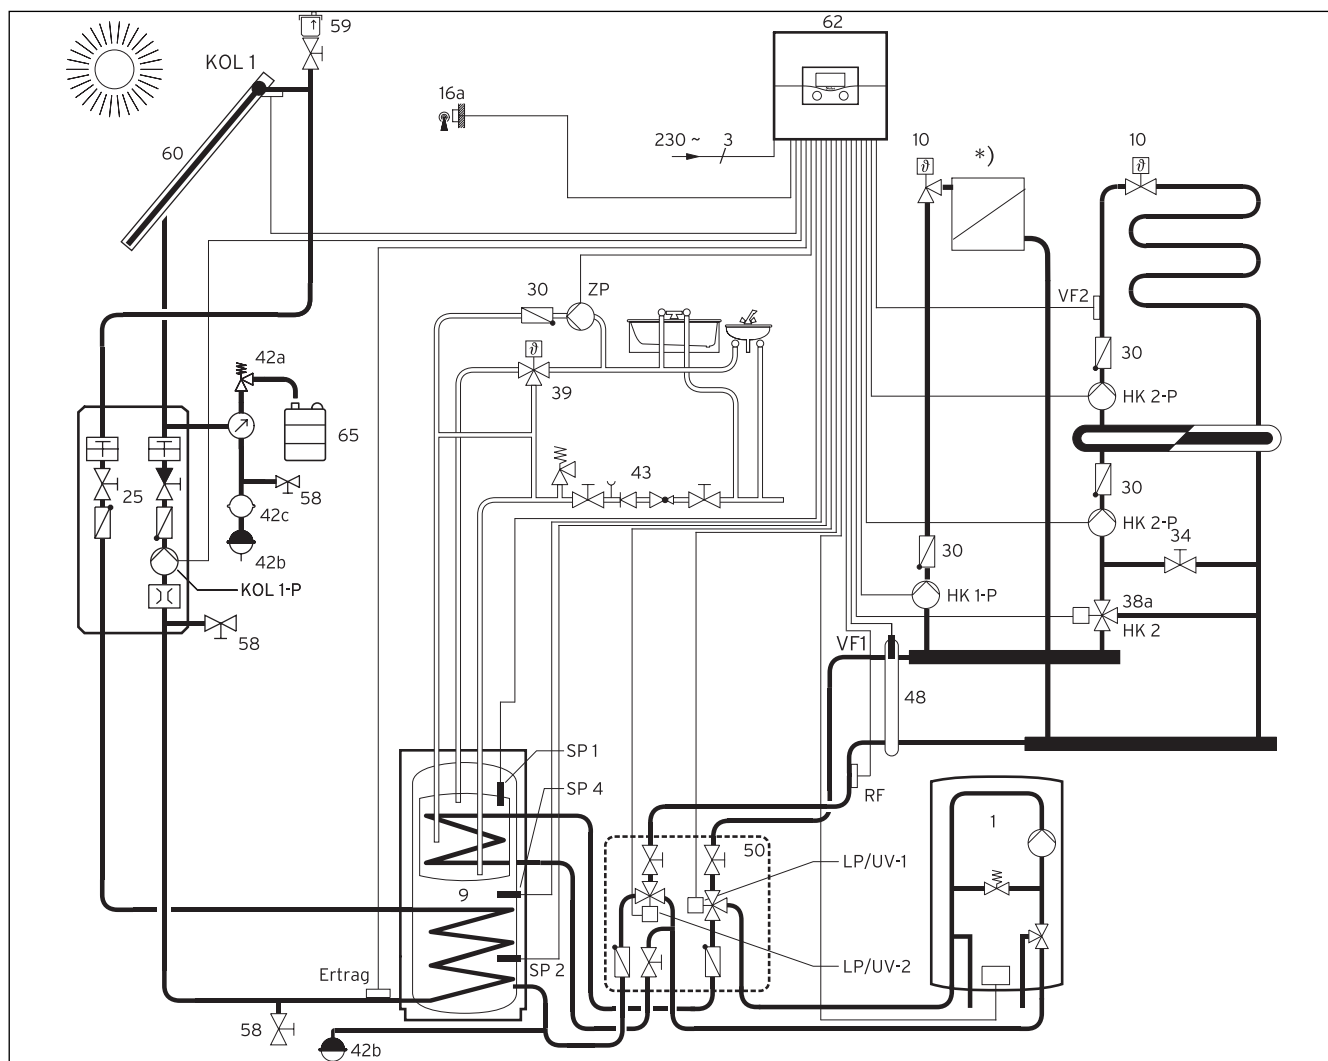 59
62
KOL 1
16a
60
230 ~ 3
10
*)
10
ϑ
ϑ
30
ZP
VF2
42a
ϑ
30
39
HK 2-P
65
43
30
25
58
42c
HK 2-P
34
42b
30
KOL 1-P
HK 1-P
38a
HK 2
58
VF1
48
SP 1
SP 4
RF
1
50
LP/UV-1
9
Ertrag
SP 2
LP/UV-2
58
42b